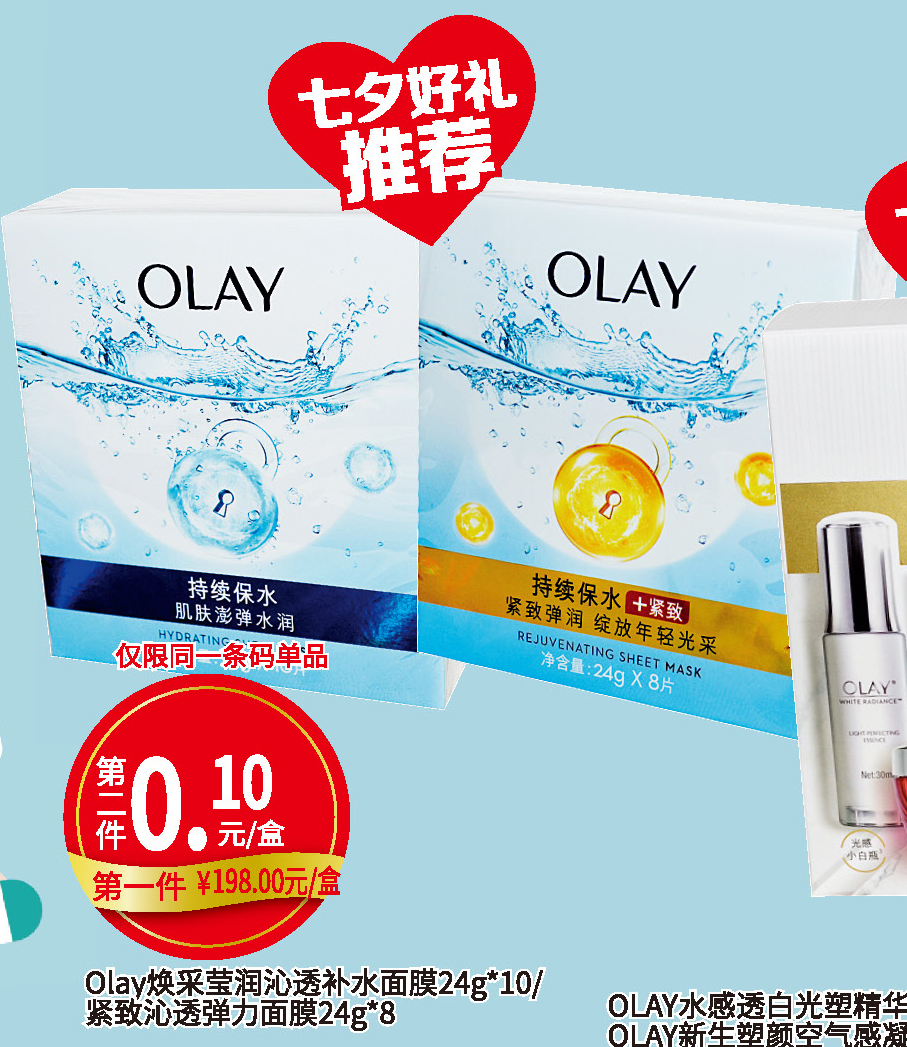 七夕好礼
推荐
OLAY
持续保水
肌肤澎弹水润
OLAY
持续保水 +紧致
紧致弹润 绽放年轻光采
REJUVENATING SHEET MASK
净含量:24g X 8片
仅限同一条码单品
第二件 0.10 元/盒
第一件 ¥198.00元/盒
Olay焕采莹润沁透补水面膜24g*10/
紧致沁透弹力面膜24g*8
OLAY
WHITE RADIANCE™
LIGHT-PERFECTING
ESSENCE
Net:30m
光感
小白瓶
OLAY水感透白光塑精华
OLAY新生塑颜空气感凝